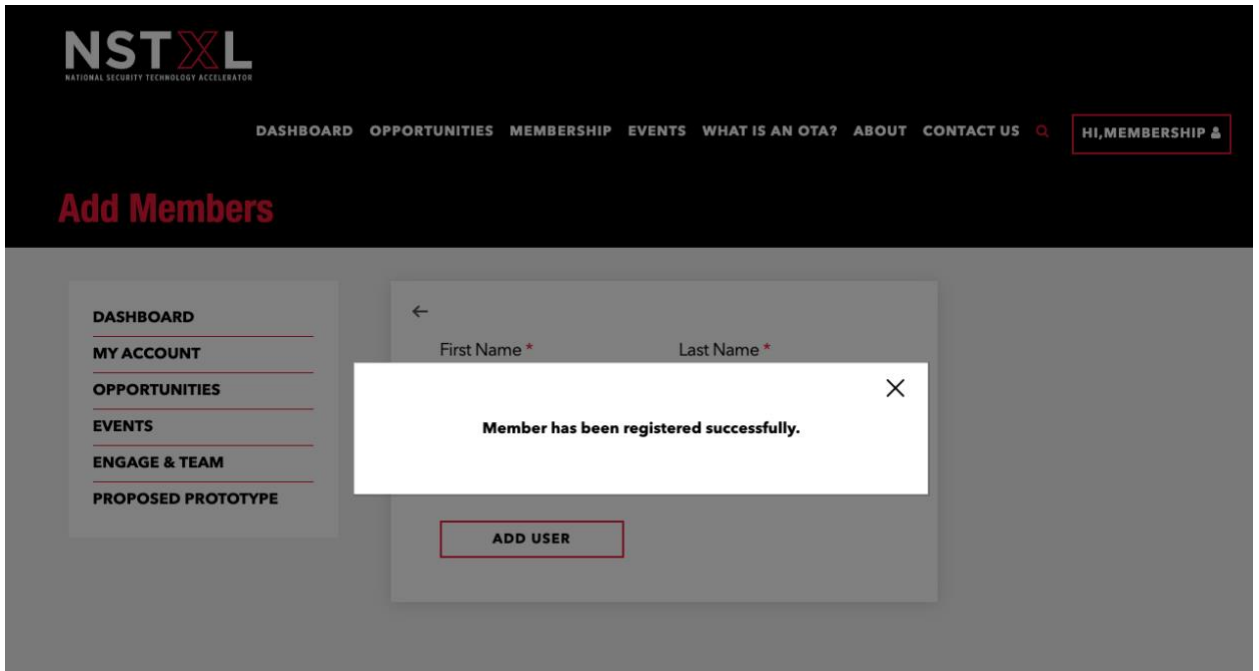 NSTXL
NATIONAL SECURITY TECHNOLOGY ACCELERATOR
DASHBOARD OPPORTUNITIES MEMBERSHIP EVENTS WHAT IS AN OTA? ABOUT CONTACT US HI,MEMBERSHIP
Add Members
DASHBOARD
MY ACCOUNT
OPPORTUNITIES
EVENTS
ENGAGE & TEAM
PROPOSED PROTOTYPE
First Name * Last Name *
Member has been registered successfully.
ADD USER